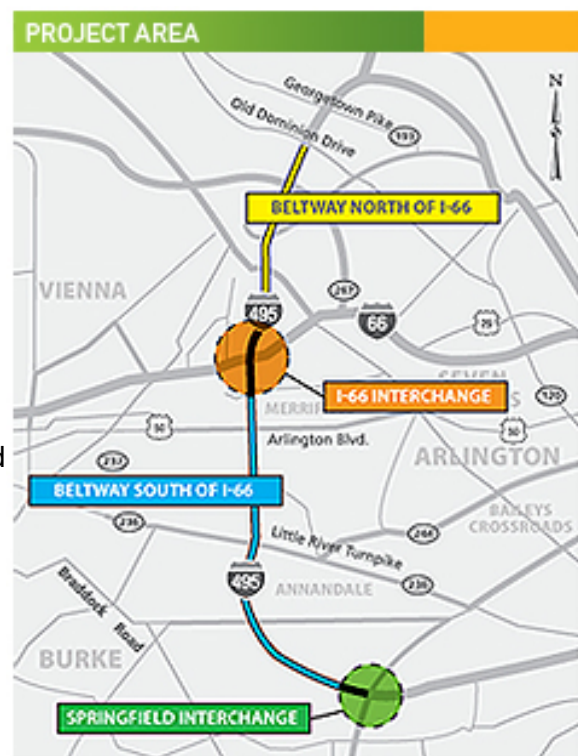 PROJECT AREA
N
Georgetown Pike
193
Old Dominion Drive
BELTWAY NORTH OF I-66
VIENNA
267
495
66
29
SEVEN
I-66 INTERCHANGE
120
50
50
Arlington Blvd.
ARLINGTON
d
BELTWAY SOUTH OF I-66
BAILEYS
CROSSROADS
236
244
Little River Turnpike
495
236
ANNANDALE
Braddock
Road
BURKE
SPRINGFIELD INTERCHANGE